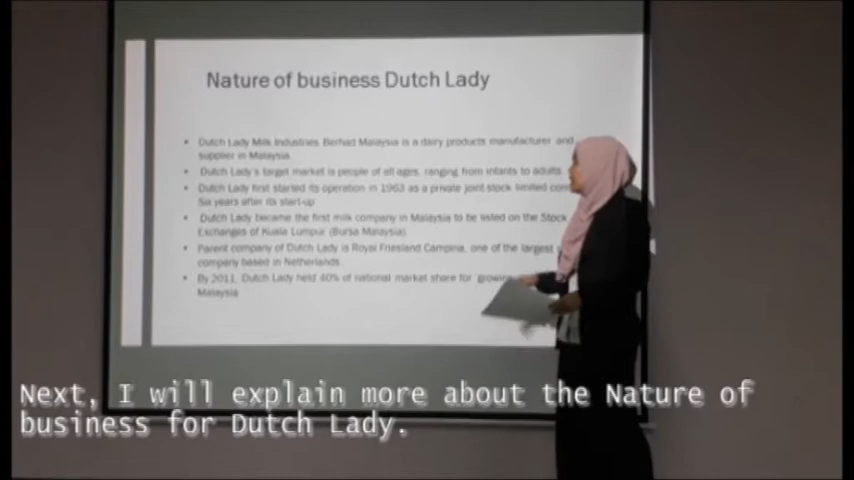 Nature of business Dutch Lady
• Dutch Lady Milk Industries Berhad Malaysia is a dairy products manufacturer and
supplier in Malaysia.
• Dutch Lady's target market is people of all ages, ranging from infants to adults
• Dutch Lady first started its operation in 1963 as a private joint stock limited
Six years after its start-up
• Dutch Lady became the first milk company in Malaysia to be listed on the Stock
Exchanges of Kuala Lumpur (Bursa Malaysia)
• Parent company of Dutch Lady is Royal Friesland Campina, one of the largest
company based in Netherlands.
• By 2011, Dutch Lady held 40% of national market share for
Malaysia
Next, I will explain more about the Nature of
business for Dutch Lady.